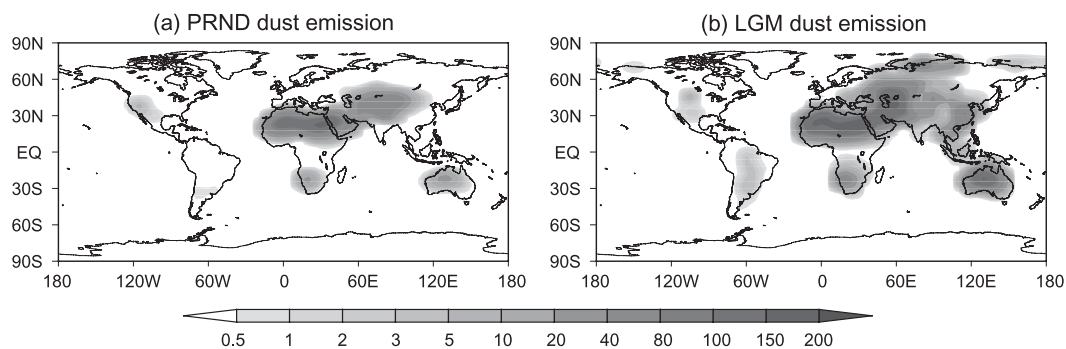 (a) PRND dust emission
(b) LGM dust emission
90N
60N
30N
EQ
30S
60S
90S
180 120W 60W 0 60E 120E 180
90N
60N
30N
EQ
30S
60S
90S
180 120W 60W 0 60E 120E 180
0.5 1 2 3 5 10 20 40 80 100 150 200